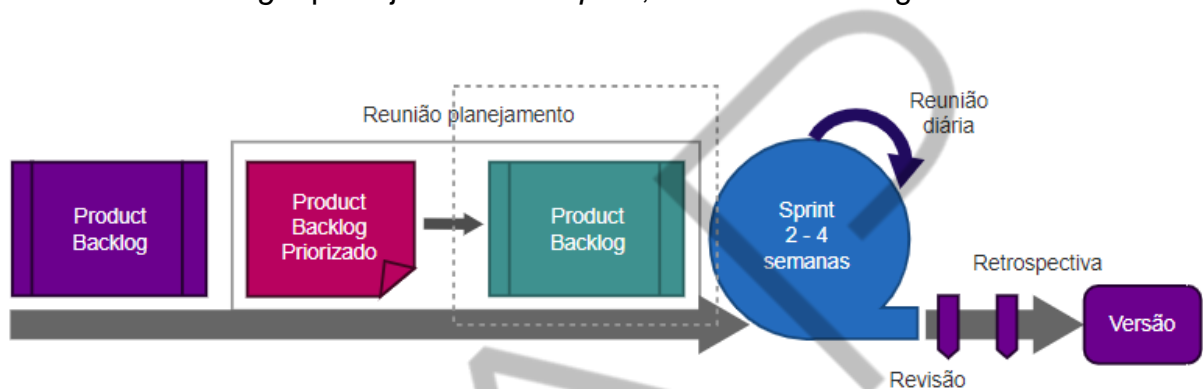 Reunião planejamento
Reunião
diária
Product
Backlog
Product
Backlog
Priorizado
Product
Backlog
Sprint
2 - 4
semanas
Retrospectiva
Versão
Revisão